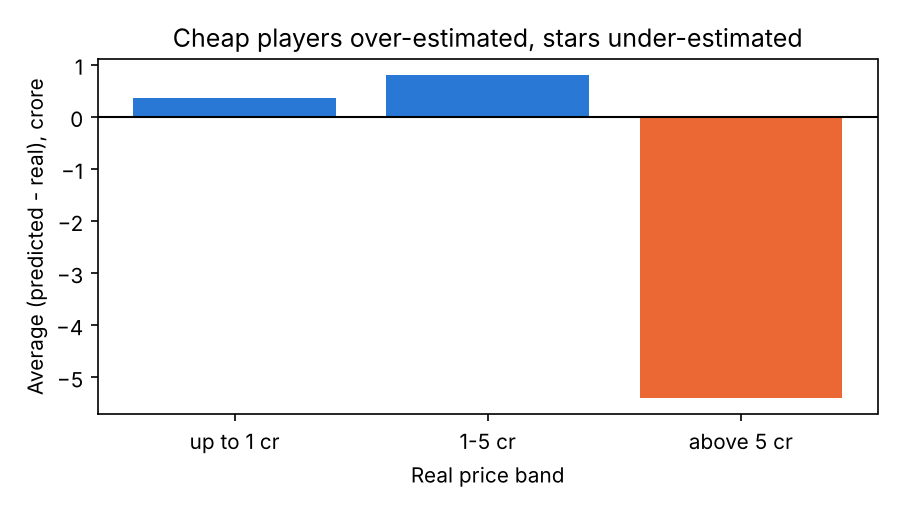 Cheap players over-estimated, stars under-estimated
Average (predicted - real), crore
1
0
−1
−2
−3
−4
−5
up to 1 cr
1-5 cr
above 5 cr
Real price band